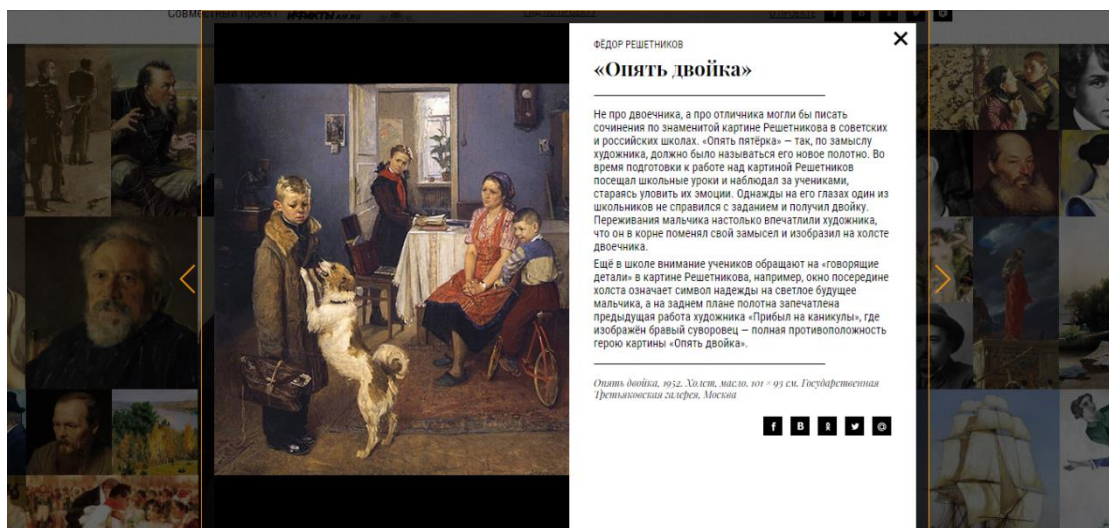 Совместный проект
ФЁДОР РЕШЕТНИКОВ
«Опять двойка»
Не про двоечника, а про отличника могли бы писать
сочинения по знаменитой картине Решетникова в советских
и российских школах. «Опять пятёрка» – так, по замыслу
художника, должно было называться его новое полотно. Во
время подготовки к работе над картиной Решетников
посещал школьные уроки и наблюдал за учениками,
стараясь уловить их эмоции. Однажды на его глазах один из
школьников не справился с заданием и получил двойку.
Переживания мальчика настолько впечатлили художника,
что он в корне поменял свой замысел и изобразил на холсте
двоечника.
Ещё в школе внимание учеников обращают на «говорящие
детали» в картине Решетникова, например, окно посередине
холста означает символ надежды на светлое будущее
мальчика, а на заднем плане полотна запечатлена
предыдущая работа художника «Прибыл на каникулы», где
изображён бравый суворовец – полная противоположность
герою картины «Опять двойка».
Опять двойка, 1952. Холст, масло. 101 × 93 см. Государственная
Третьяковская галерея, Москва